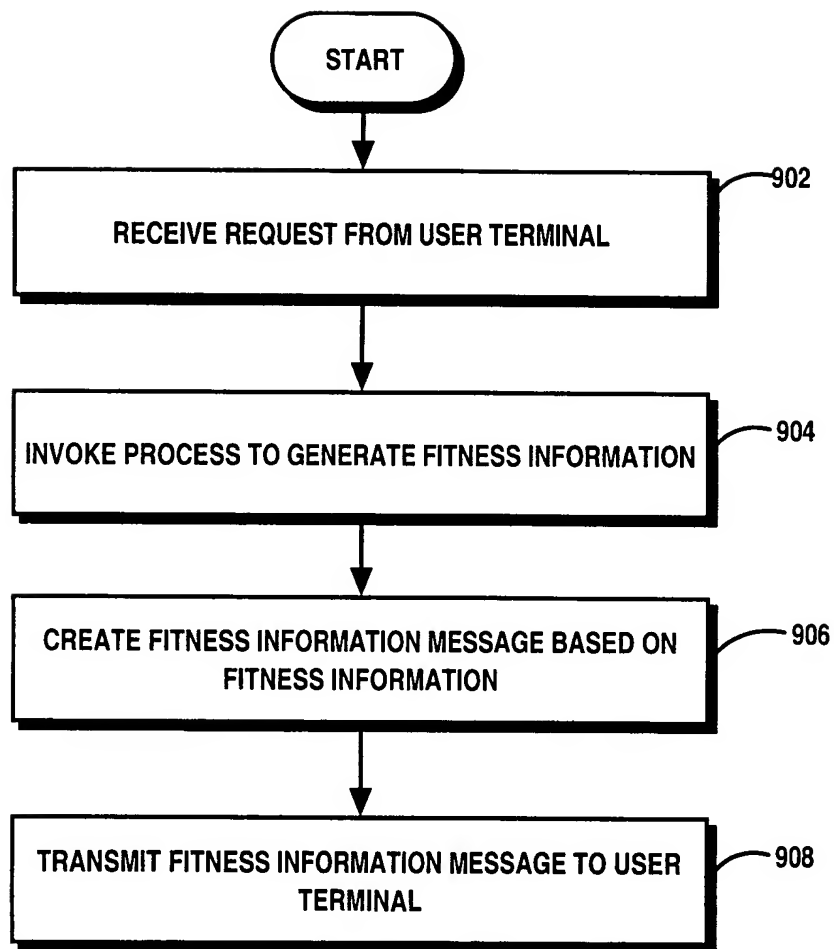 START
902
RECEIVE REQUEST FROM USER TERMINAL
904
INVOKE PROCESS TO GENERATE FITNESS INFORMATION
906
CREATE FITNESS INFORMATION MESSAGE BASED ON
FITNESS INFORMATION
908
TRANSMIT FITNESS INFORMATION MESSAGE TO USER
TERMINAL